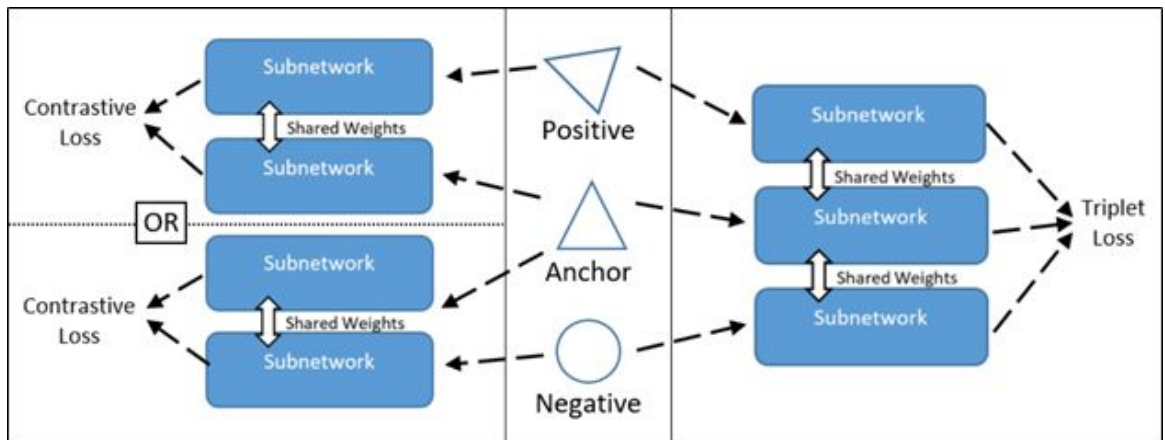 Subnetwork
Contrastive
Loss
Shared Weights
Subnetwork
OR
Subnetwork
Contrastive
Loss
Shared Weights
Subnetwork
Positive
Anchor
Negative
Subnetwork
Shared Weights
Subnetwork
Shared Weights
Subnetwork
Triplet
Loss